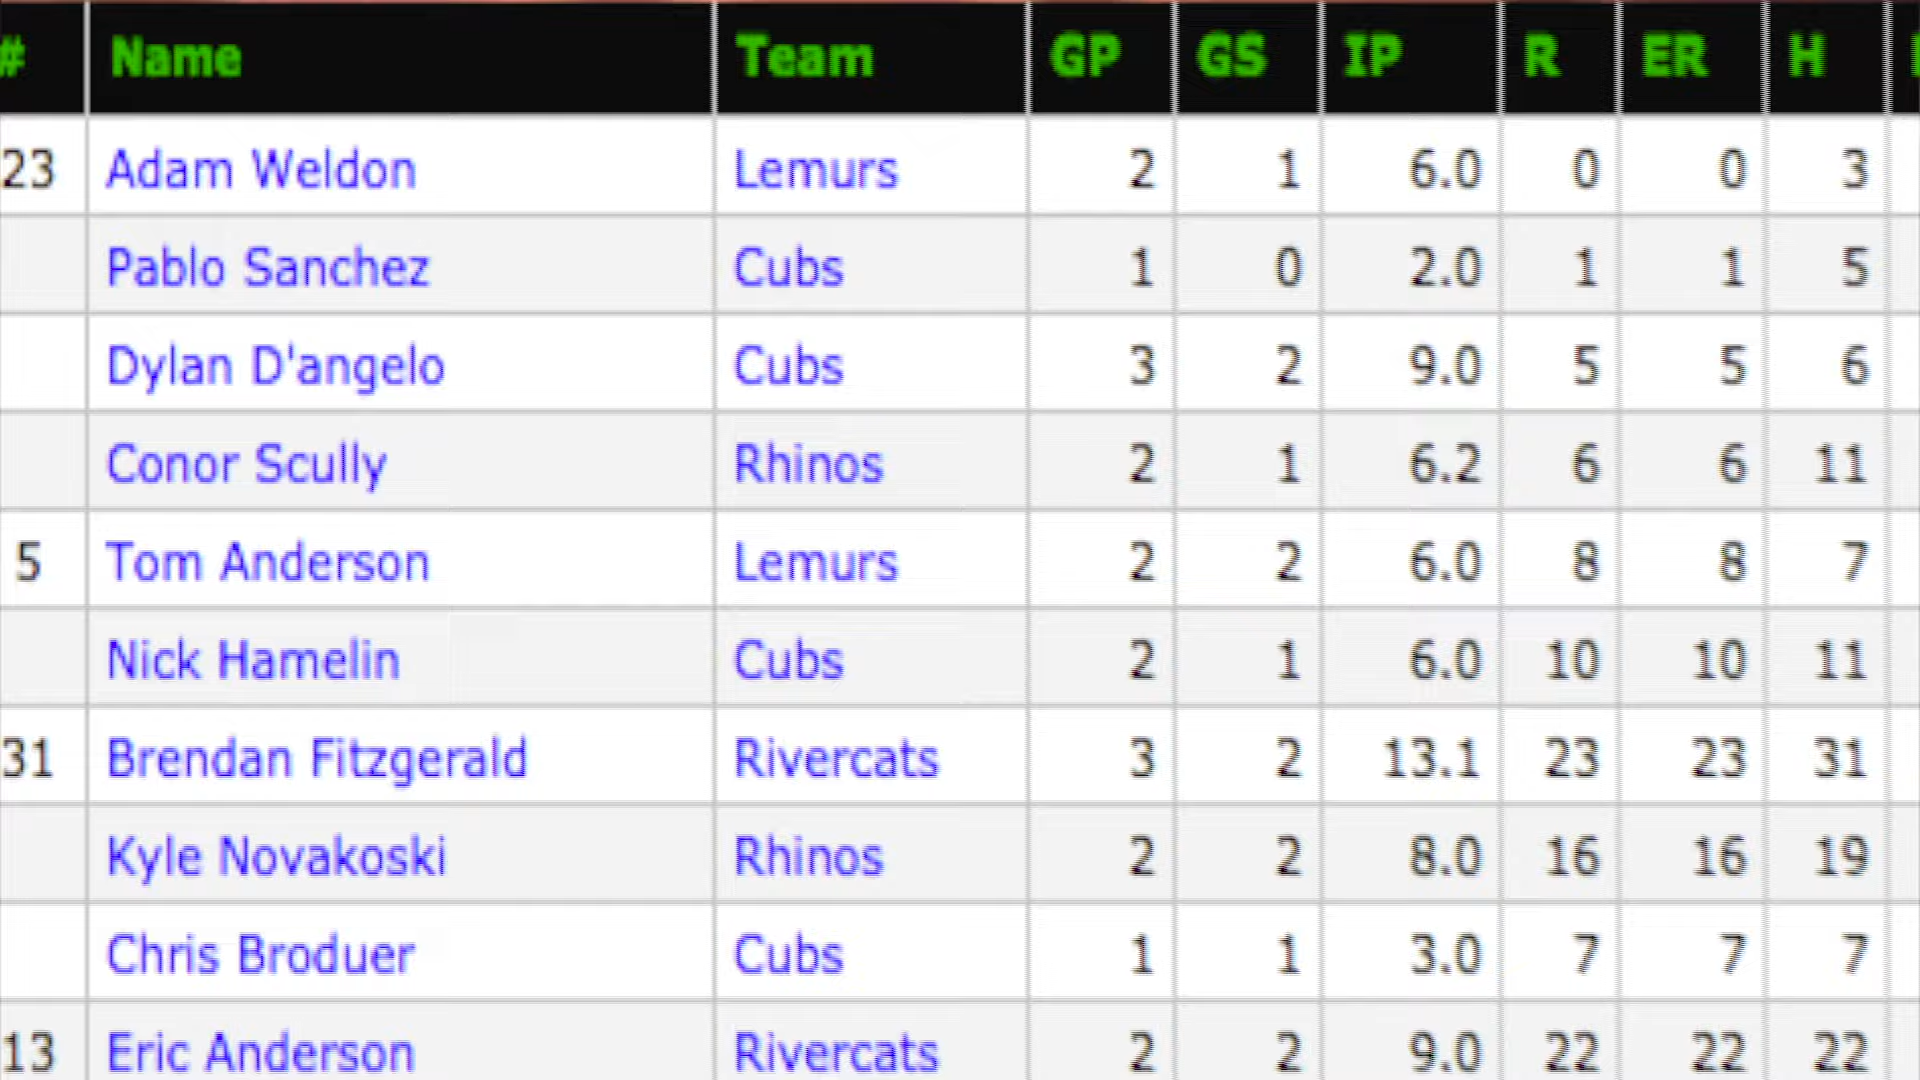 # Name Team GP GS IP R ER H
23 Adam Weldon Lemurs 2 1 6.0 0 0 3
Pablo Sanchez Cubs 1 0 2.0 1 1 5
Dylan D'angelo Cubs 3 2 9.0 5 5 6
Conor Scully Rhinos 2 1 6.2 6 6 11
5 Tom Anderson Lemurs 2 2 6.0 8 8 7
Nick Hamelin Cubs 2 1 6.0 10 10 11
31 Brendan Fitzgerald Rivercats 3 2 13.1 23 23 31
Kyle Novakoski Rhinos 2 2 8.0 16 16 19
Chris Broduer Cubs 1 1 3.0 7 7 7
13 Eric Anderson Rivercats 2 2 9.0 22 22 22